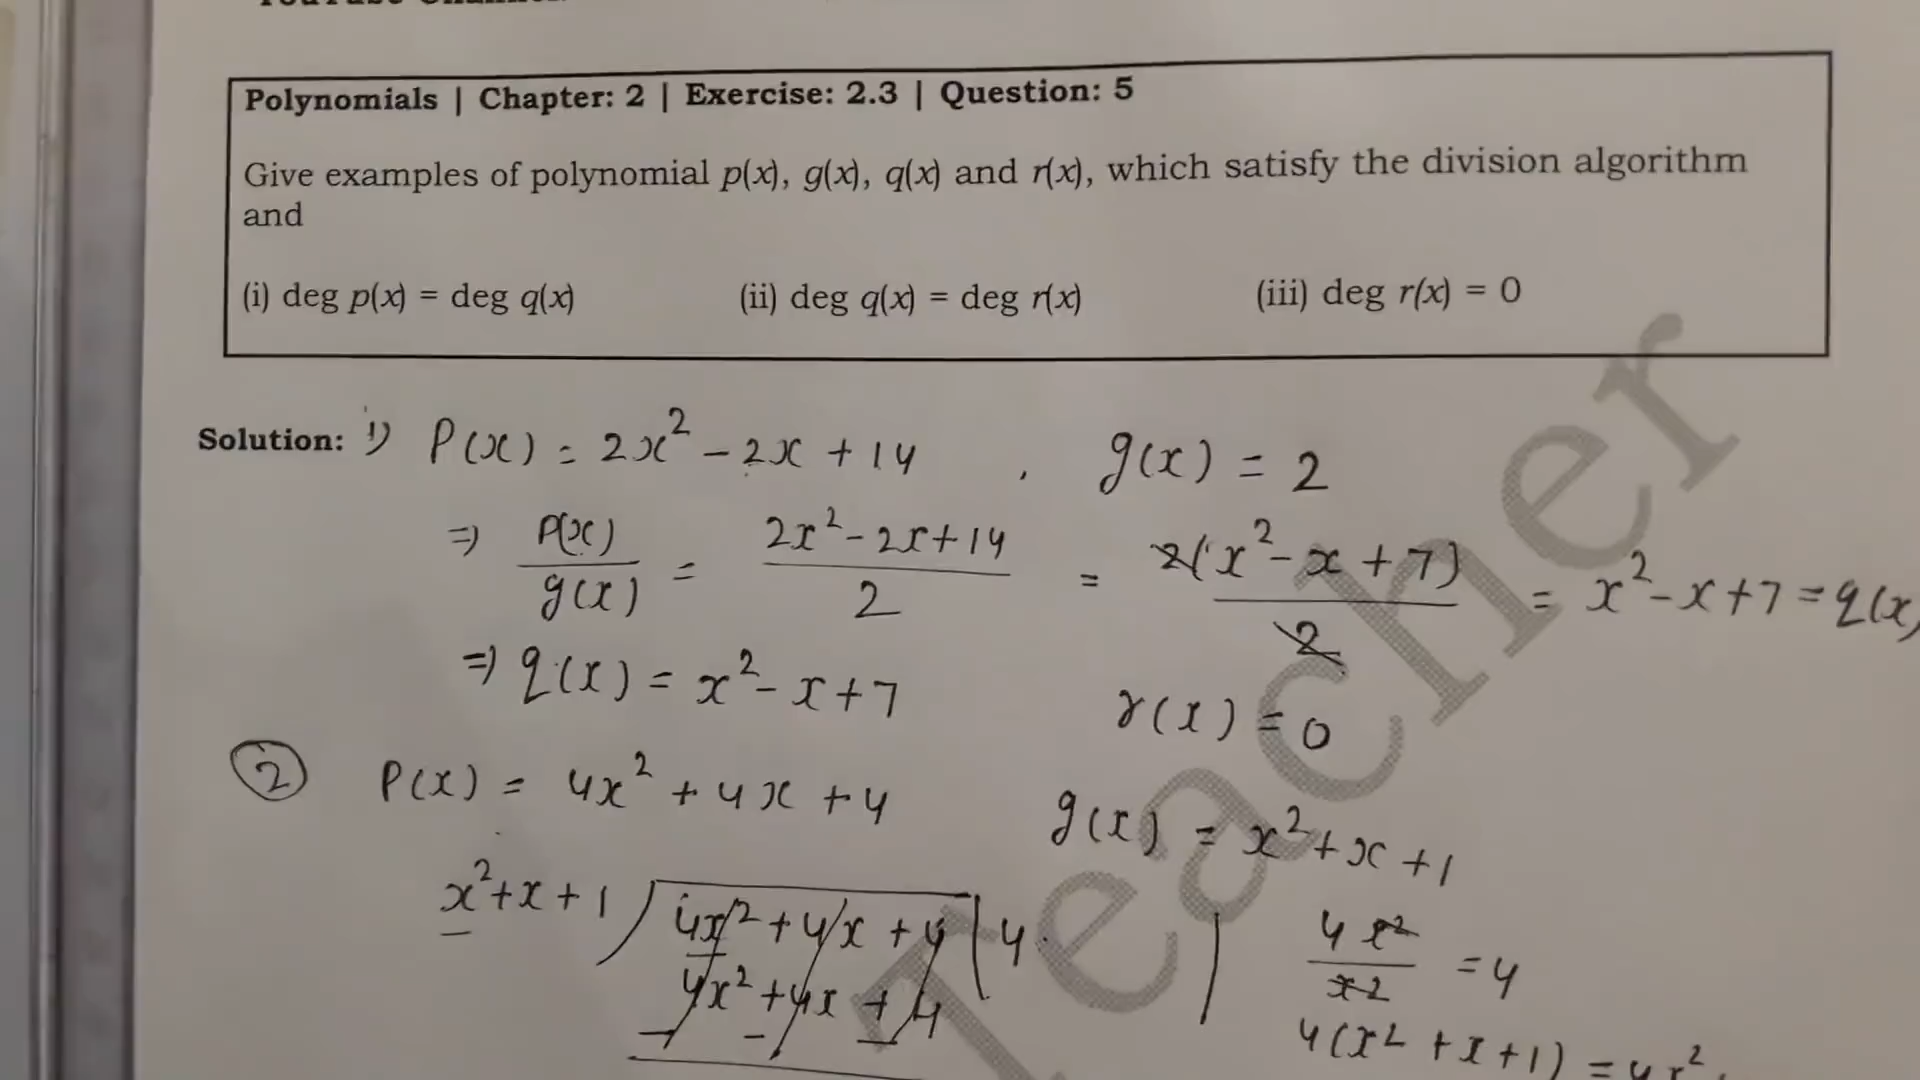 YouTube Channel
Polynomials | Chapter: 2 | Exercise: 2.3 | Question: 5
Give examples of polynomial p(x), g(x), q(x) and r(x), which satisfy the division algorithm
and
(i) deg p(x) = deg q(x) (ii) deg q(x) = deg r(x) (iii) deg r(x) = 0
Solution: 1) P(x) = 2x² - 2x + 14 , g(x) = 2
⇒ P(x)/g(x) = 2x² - 2x + 14 / 2 = 2(x² - x + 7) / 2 = x² - x + 7 = q(x)
⇒ q(x) = x² - x + 7 r(x) = 0
2 P(x) = 4x² + 4x + 4 g(x) = x² + x + 1
x² + x + 1 ) 4x² + 4x + 4 | 4 4x²/x² = 4
4x² + 4x + 4
- - - 4(x² + x + 1) = 4x²
Teacher